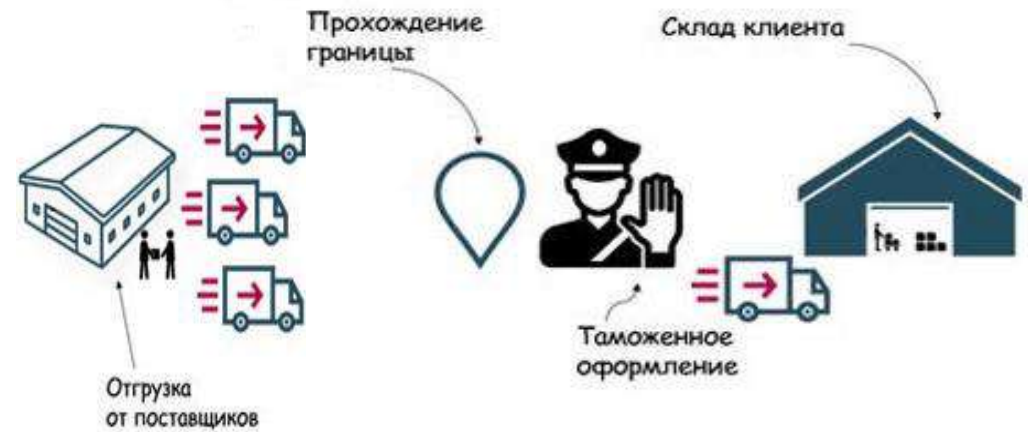 Прохождение
границы
Склад клиента
Таможенное
оформление
Отгрузка
от поставщиков